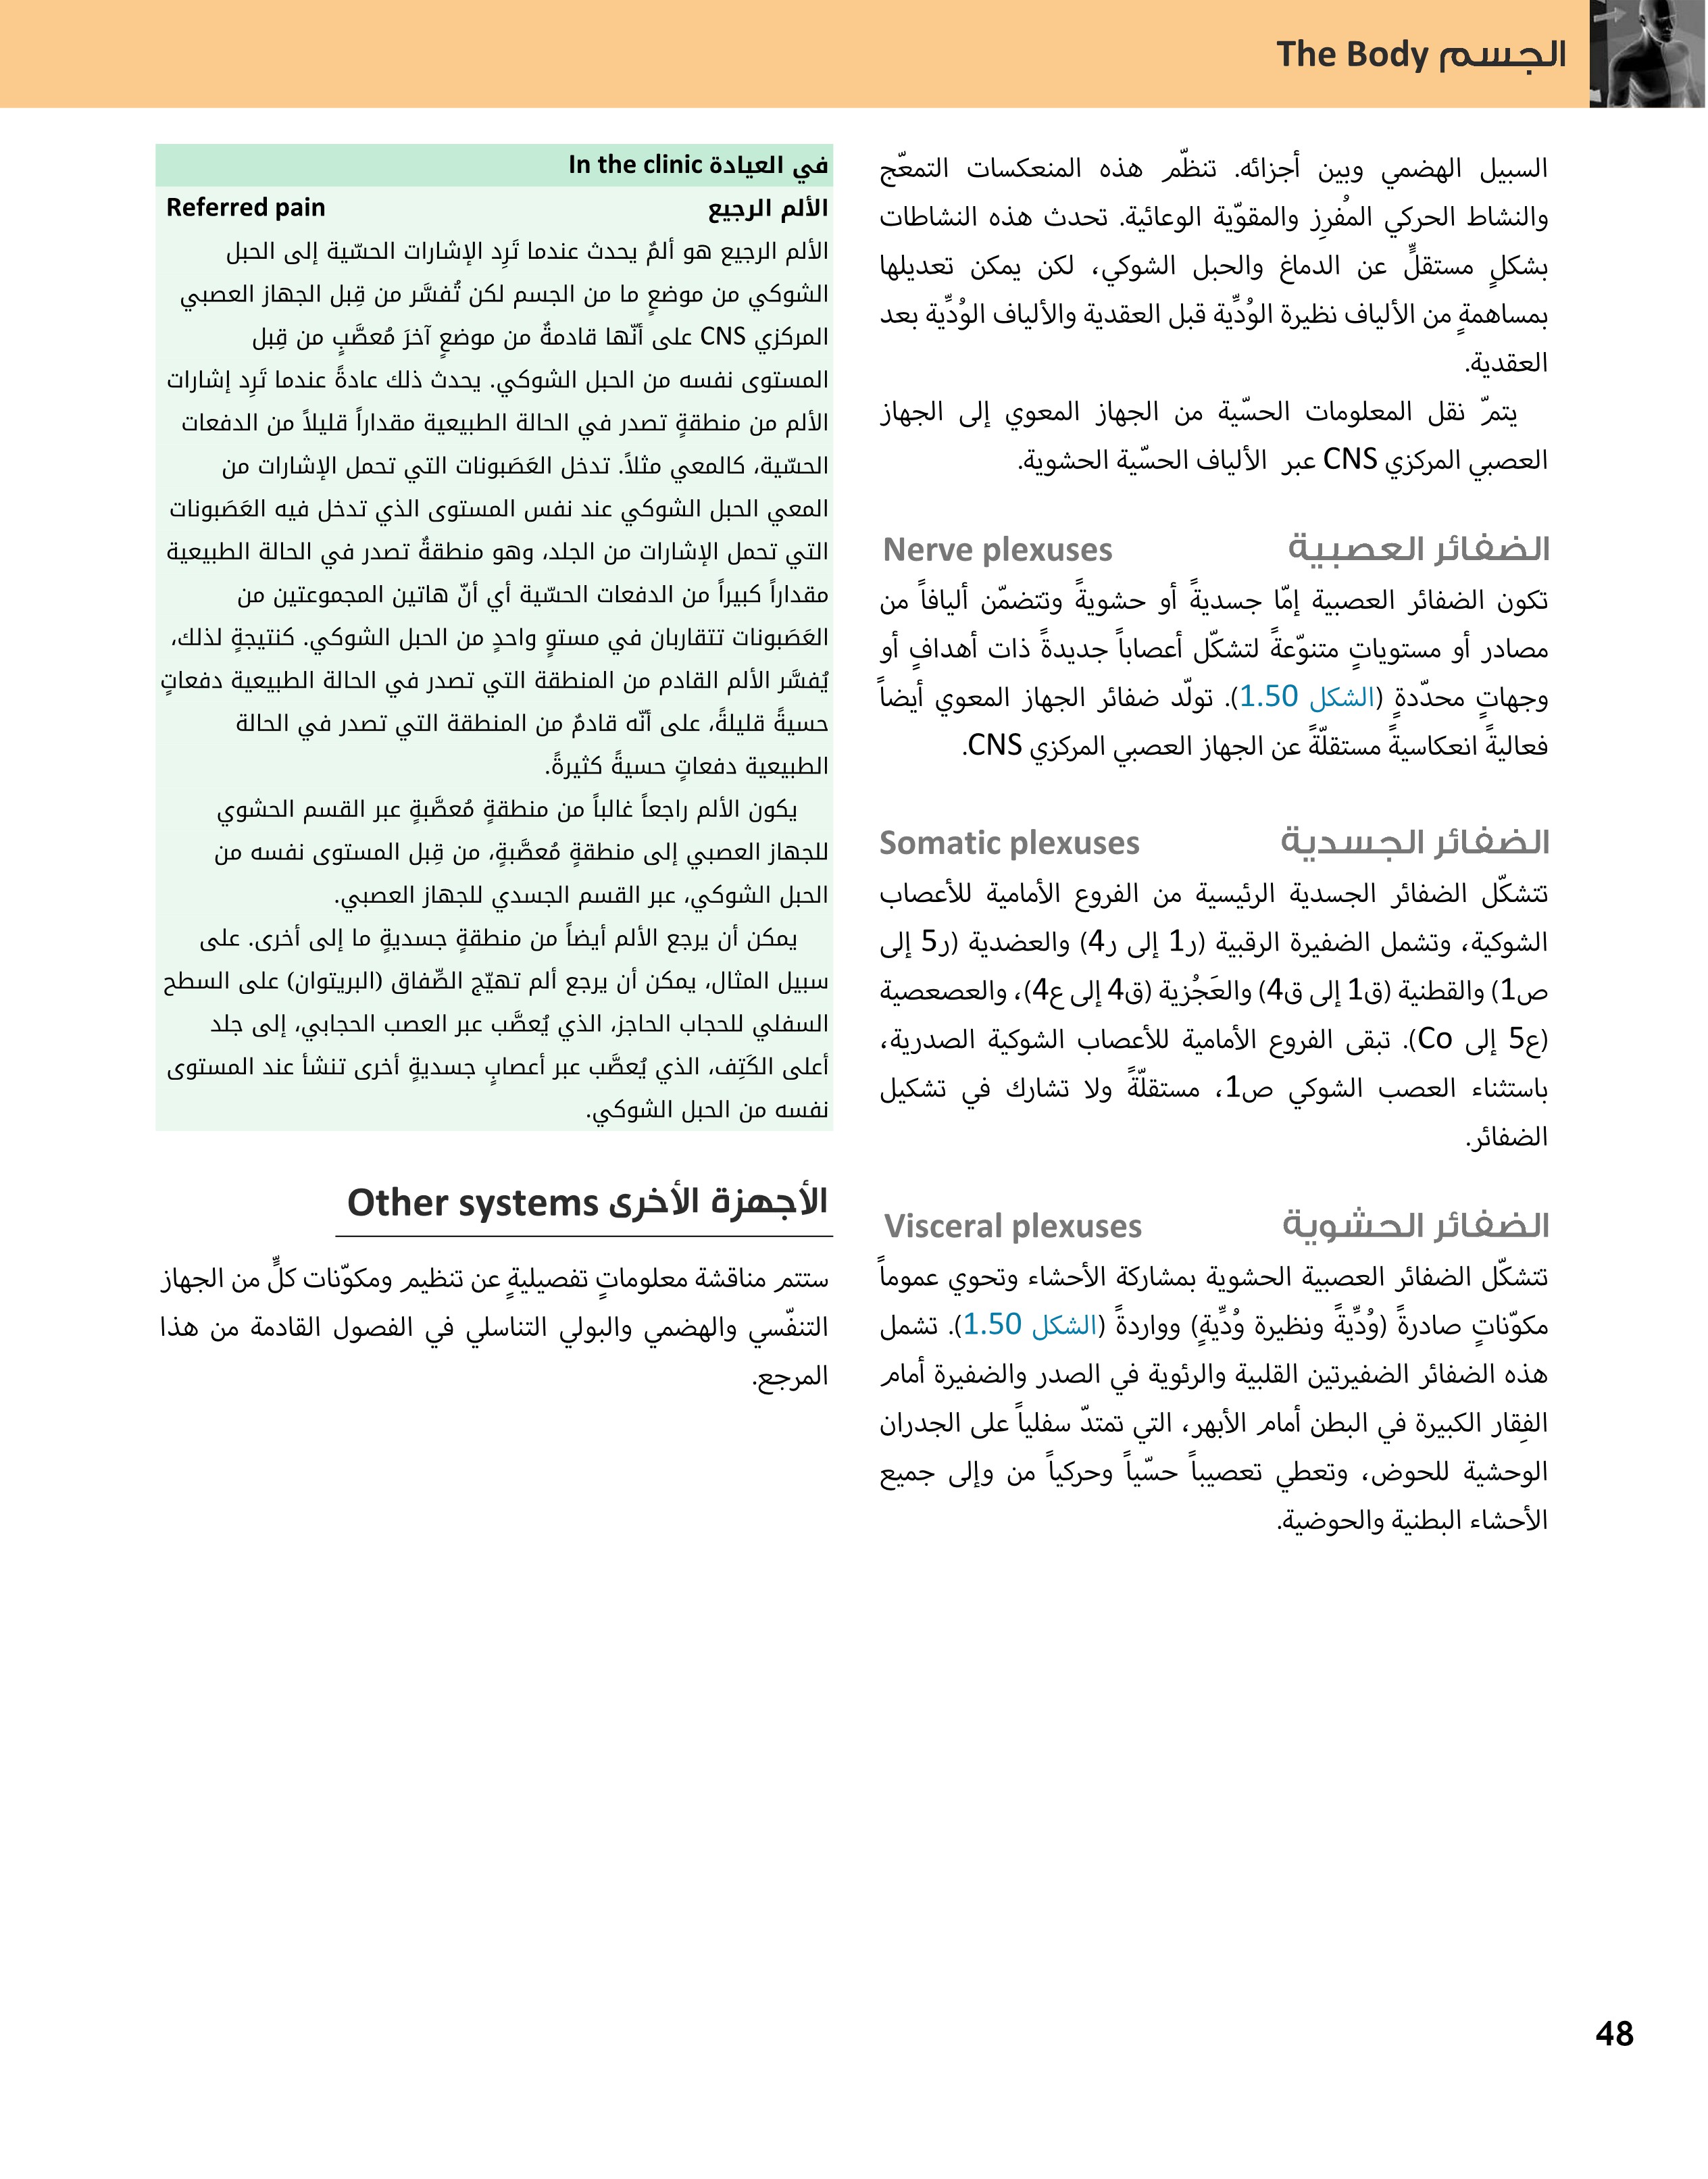 الجسم The Body
السبيل الهضمي وبين أجزائه. تنظّم هذه المنعكسات التمعّج
والنشاط الحركي المُفرِز والمقوّية الوعائية. تحدث هذه النشاطات
بشكلٍ مستقلٍّ عن الدماغ والحبل الشوكي، لكن يمكن تعديلها
بمساهمةٍ من الألياف نظيرة الوُدِّية قبل العقدية والألياف الوُدِّية بعد
العقدية.
يتمّ نقل المعلومات الحسّية من الجهاز المعوي إلى الجهاز
العصبي المركزي CNS عبر الألياف الحسّية الحشوية.
الضفائر العصبية Nerve plexuses
تكون الضفائر العصبية إمّا جسديةً أو حشويةً وتتضمّن أليافاً من
مصادر أو مستوياتٍ متنوّعةً لتشكّل أعصاباً جديدةً ذات أهدافٍ أو
وجهاتٍ محدّدةٍ (الشكل 1.50). تولّد ضفائر الجهاز المعوي أيضاً
فعاليةً انعكاسيةً مستقلّةً عن الجهاز العصبي المركزي CNS.
الضفائر الجسدية Somatic plexuses
تتشكّل الضفائر الجسدية الرئيسية من الفروع الأمامية للأعصاب
الشوكية، وتشمل الضفيرة الرقبية (ر1 إلى ر4) والعضدية (ر5 إلى
ص1) والقطنية (ق1 إلى ق4) والعَجُزية (ق4 إلى ع4)، والعصعصية
(ع5 إلى Co). تبقى الفروع الأمامية للأعصاب الشوكية الصدرية،
باستثناء العصب الشوكي ص1، مستقلّةً ولا تشارك في تشكيل
الضفائر.
الضفائر الحشوية Visceral plexuses
تتشكّل الضفائر العصبية الحشوية بمشاركة الأحشاء وتحوي عموماً
مكوّناتٍ صادرةً (وُدِّيةً ونظيرة وُدِّيةٍ) وواردةً (الشكل 1.50). تشمل
هذه الضفائر الضفيرتين القلبية والرئوية في الصدر والضفيرة أمام
الفِقار الكبيرة في البطن أمام الأبهر، التي تمتدّ سفلياً على الجدران
الوحشية للحوض، وتعطي تعصيباً حسّياً وحركياً من وإلى جميع
الأحشاء البطنية والحوضية.
في العيادة In the clinic
الألم الرجيع Referred pain
الألم الرجيع هو ألمٌ يحدث عندما تَرِد الإشارات الحسّية إلى الحبل
الشوكي من موضعٍ ما من الجسم لكن تُفسَّر من قِبل الجهاز العصبي
المركزي CNS على أنّها قادمةٌ من موضعٍ آخرَ مُعصَّبٍ من قِبل
المستوى نفسه من الحبل الشوكي. يحدث ذلك عادةً عندما تَرِد إشارات
الألم من منطقةٍ تصدر في الحالة الطبيعية مقداراً قليلاً من الدفعات
الحسّية، كالمعي مثلاً. تدخل العَصَبونات التي تحمل الإشارات من
المعي الحبل الشوكي عند نفس المستوى الذي تدخل فيه العَصَبونات
التي تحمل الإشارات من الجلد، وهو منطقةٌ تصدر في الحالة الطبيعية
مقداراً كبيراً من الدفعات الحسّية أي أنّ هاتين المجموعتين من
العَصَبونات تتقاربان في مستوٍ واحدٍ من الحبل الشوكي. كنتيجةٍ لذلك،
يُفسَّر الألم القادم من المنطقة التي تصدر في الحالة الطبيعية دفعاتٍ
حسيةً قليلةً، على أنّه قادمٌ من المنطقة التي تصدر في الحالة
الطبيعية دفعاتٍ حسيةً كثيرةً.
يكون الألم راجعاً غالباً من منطقةٍ مُعصَّبةٍ عبر القسم الحشوي
للجهاز العصبي إلى منطقةٍ مُعصَّبةٍ، من قِبل المستوى نفسه من
الحبل الشوكي، عبر القسم الجسدي للجهاز العصبي.
يمكن أن يرجع الألم أيضاً من منطقةٍ جسديةٍ ما إلى أخرى. على
سبيل المثال، يمكن أن يرجع ألم تهيّج الصِّفاق (البريتوان) على السطح
السفلي للحجاب الحاجز، الذي يُعصَّب عبر العصب الحجابي، إلى جلد
أعلى الكَتِف، الذي يُعصَّب عبر أعصابٍ جسديةٍ أخرى تنشأ عند المستوى
نفسه من الحبل الشوكي.
الأجهزة الأخرى Other systems
ستتم مناقشة معلوماتٍ تفصيليةٍ عن تنظيم ومكوّنات كلٍّ من الجهاز
التنفّسي والهضمي والبولي التناسلي في الفصول القادمة من هذا
المرجع.
48